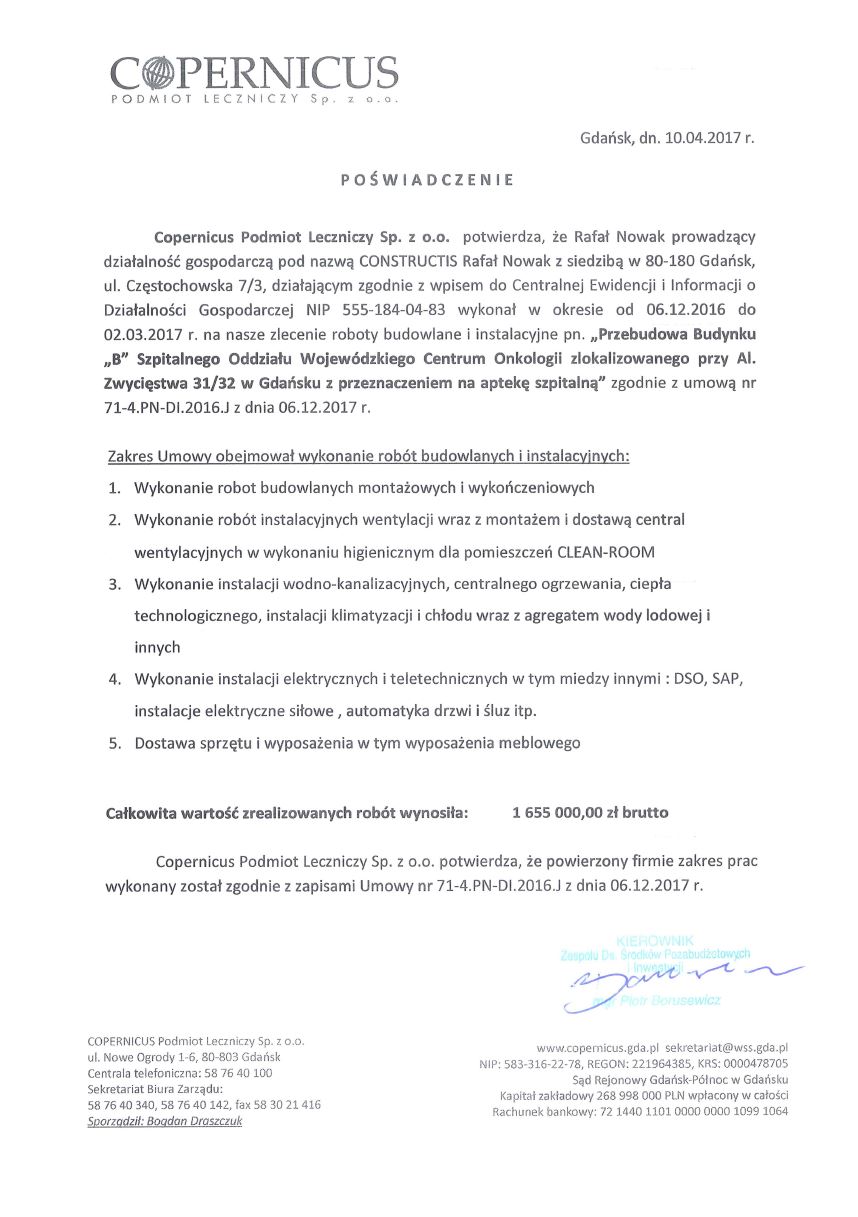 COPERNICUS
PODMIOT LECZNICZY Sp. z o.o.
Gdańsk, dn. 10.04.2017 r.
POŚWIADCZENIE
Copernicus Podmiot Leczniczy Sp. z o.o. potwierdza, że Rafał Nowak prowadzący
działalność gospodarczą pod nazwą CONSTRUCTIS Rafał Nowak z siedzibą w 80-180 Gdańsk,
ul. Częstochowska 7/3, działającym zgodnie z wpisem do Centralnej Ewidencji i Informacji o
Działalności Gospodarczej NIP 555-184-04-83 wykonał w okresie od 06.12.2016 do
02.03.2017 r. na nasze zlecenie roboty budowlane i instalacyjne pn. „Przebudowa Budynku
„B” Szpitalnego Oddziału Wojewódzkiego Centrum Onkologii zlokalizowanego przy Al.
Zwycięstwa 31/32 w Gdańsku z przeznaczeniem na aptekę szpitalną” zgodnie z umową nr
71-4.PN-DI.2016.J z dnia 06.12.2017 r.
Zakres Umowy obejmował wykonanie robót budowlanych i instalacyjnych:
1. Wykonanie robot budowlanych montażowych i wykończeniowych
2. Wykonanie robót instalacyjnych wentylacji wraz z montażem i dostawą central
wentylacyjnych w wykonaniu higienicznym dla pomieszczeń CLEAN-ROOM
3. Wykonanie instalacji wodno-kanalizacyjnych, centralnego ogrzewania, ciepła
technologicznego, instalacji klimatyzacji i chłodu wraz z agregatem wody lodowej i
innych
4. Wykonanie instalacji elektrycznych i teletechnicznych w tym miedzy innymi : DSO, SAP,
instalacje elektryczne siłowe , automatyka drzwi i śluz itp.
5. Dostawa sprzętu i wyposażenia w tym wyposażenia meblowego
Całkowita wartość zrealizowanych robót wynosiła: 1 655 000,00 zł brutto
Copernicus Podmiot Leczniczy Sp. z o.o. potwierdza, że powierzony firmie zakres prac
wykonany został zgodnie z zapisami Umowy nr 71-4.PN-DI.2016.J z dnia 06.12.2017 r.
KIEROWNIK
Zespołu Ds. Środków Pozabudżetowych
i Inwestycji
mgr Piotr Borusewicz
COPERNICUS Podmiot Leczniczy Sp. z o.o.
ul. Nowe Ogrody 1-6, 80-803 Gdańsk
Centrala telefoniczna: 58 76 40 100
Sekretariat Biura Zarządu:
58 76 40 340, 58 76 40 142, fax 58 30 21 416
Sporządził: Bogdan Draszczuk
www.copernicus.gda.pl sekretariat@wss.gda.pl
NIP: 583-316-22-78, REGON: 221964385, KRS: 0000478705
Sąd Rejonowy Gdańsk-Północ w Gdańsku
Kapitał zakładowy 268 998 000 PLN wpłacony w całości
Rachunek bankowy: 72 1440 1101 0000 0000 1099 1064